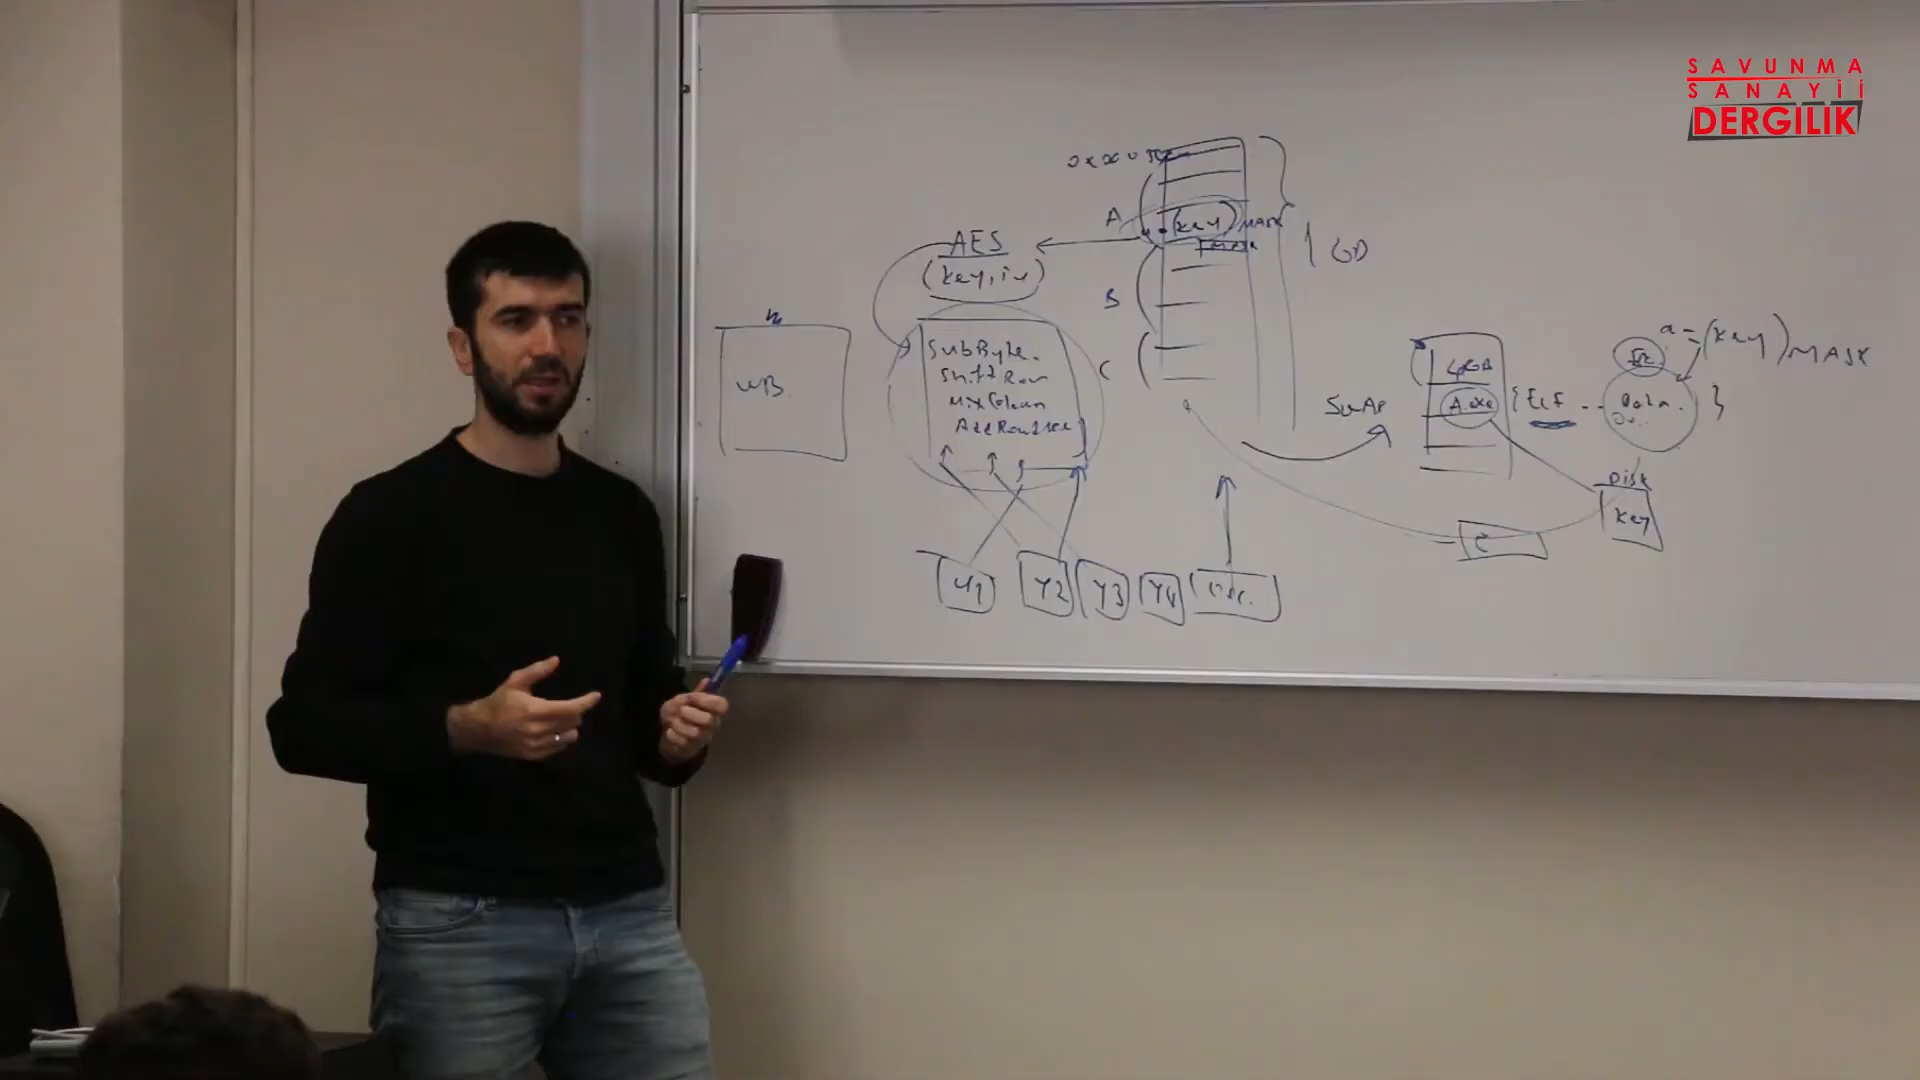 SAVUNMA
SANAYİİ
DERGİLİK
A
(key) MASK
AES
(key, iv)
B
WB.
SubByte.
ShiftRow
MixColumn
C
SWAP
A.exe
{ELF
Data.
}
a = (key) MASK
DISK
key
C
Y1
Y2
Y3
Y4